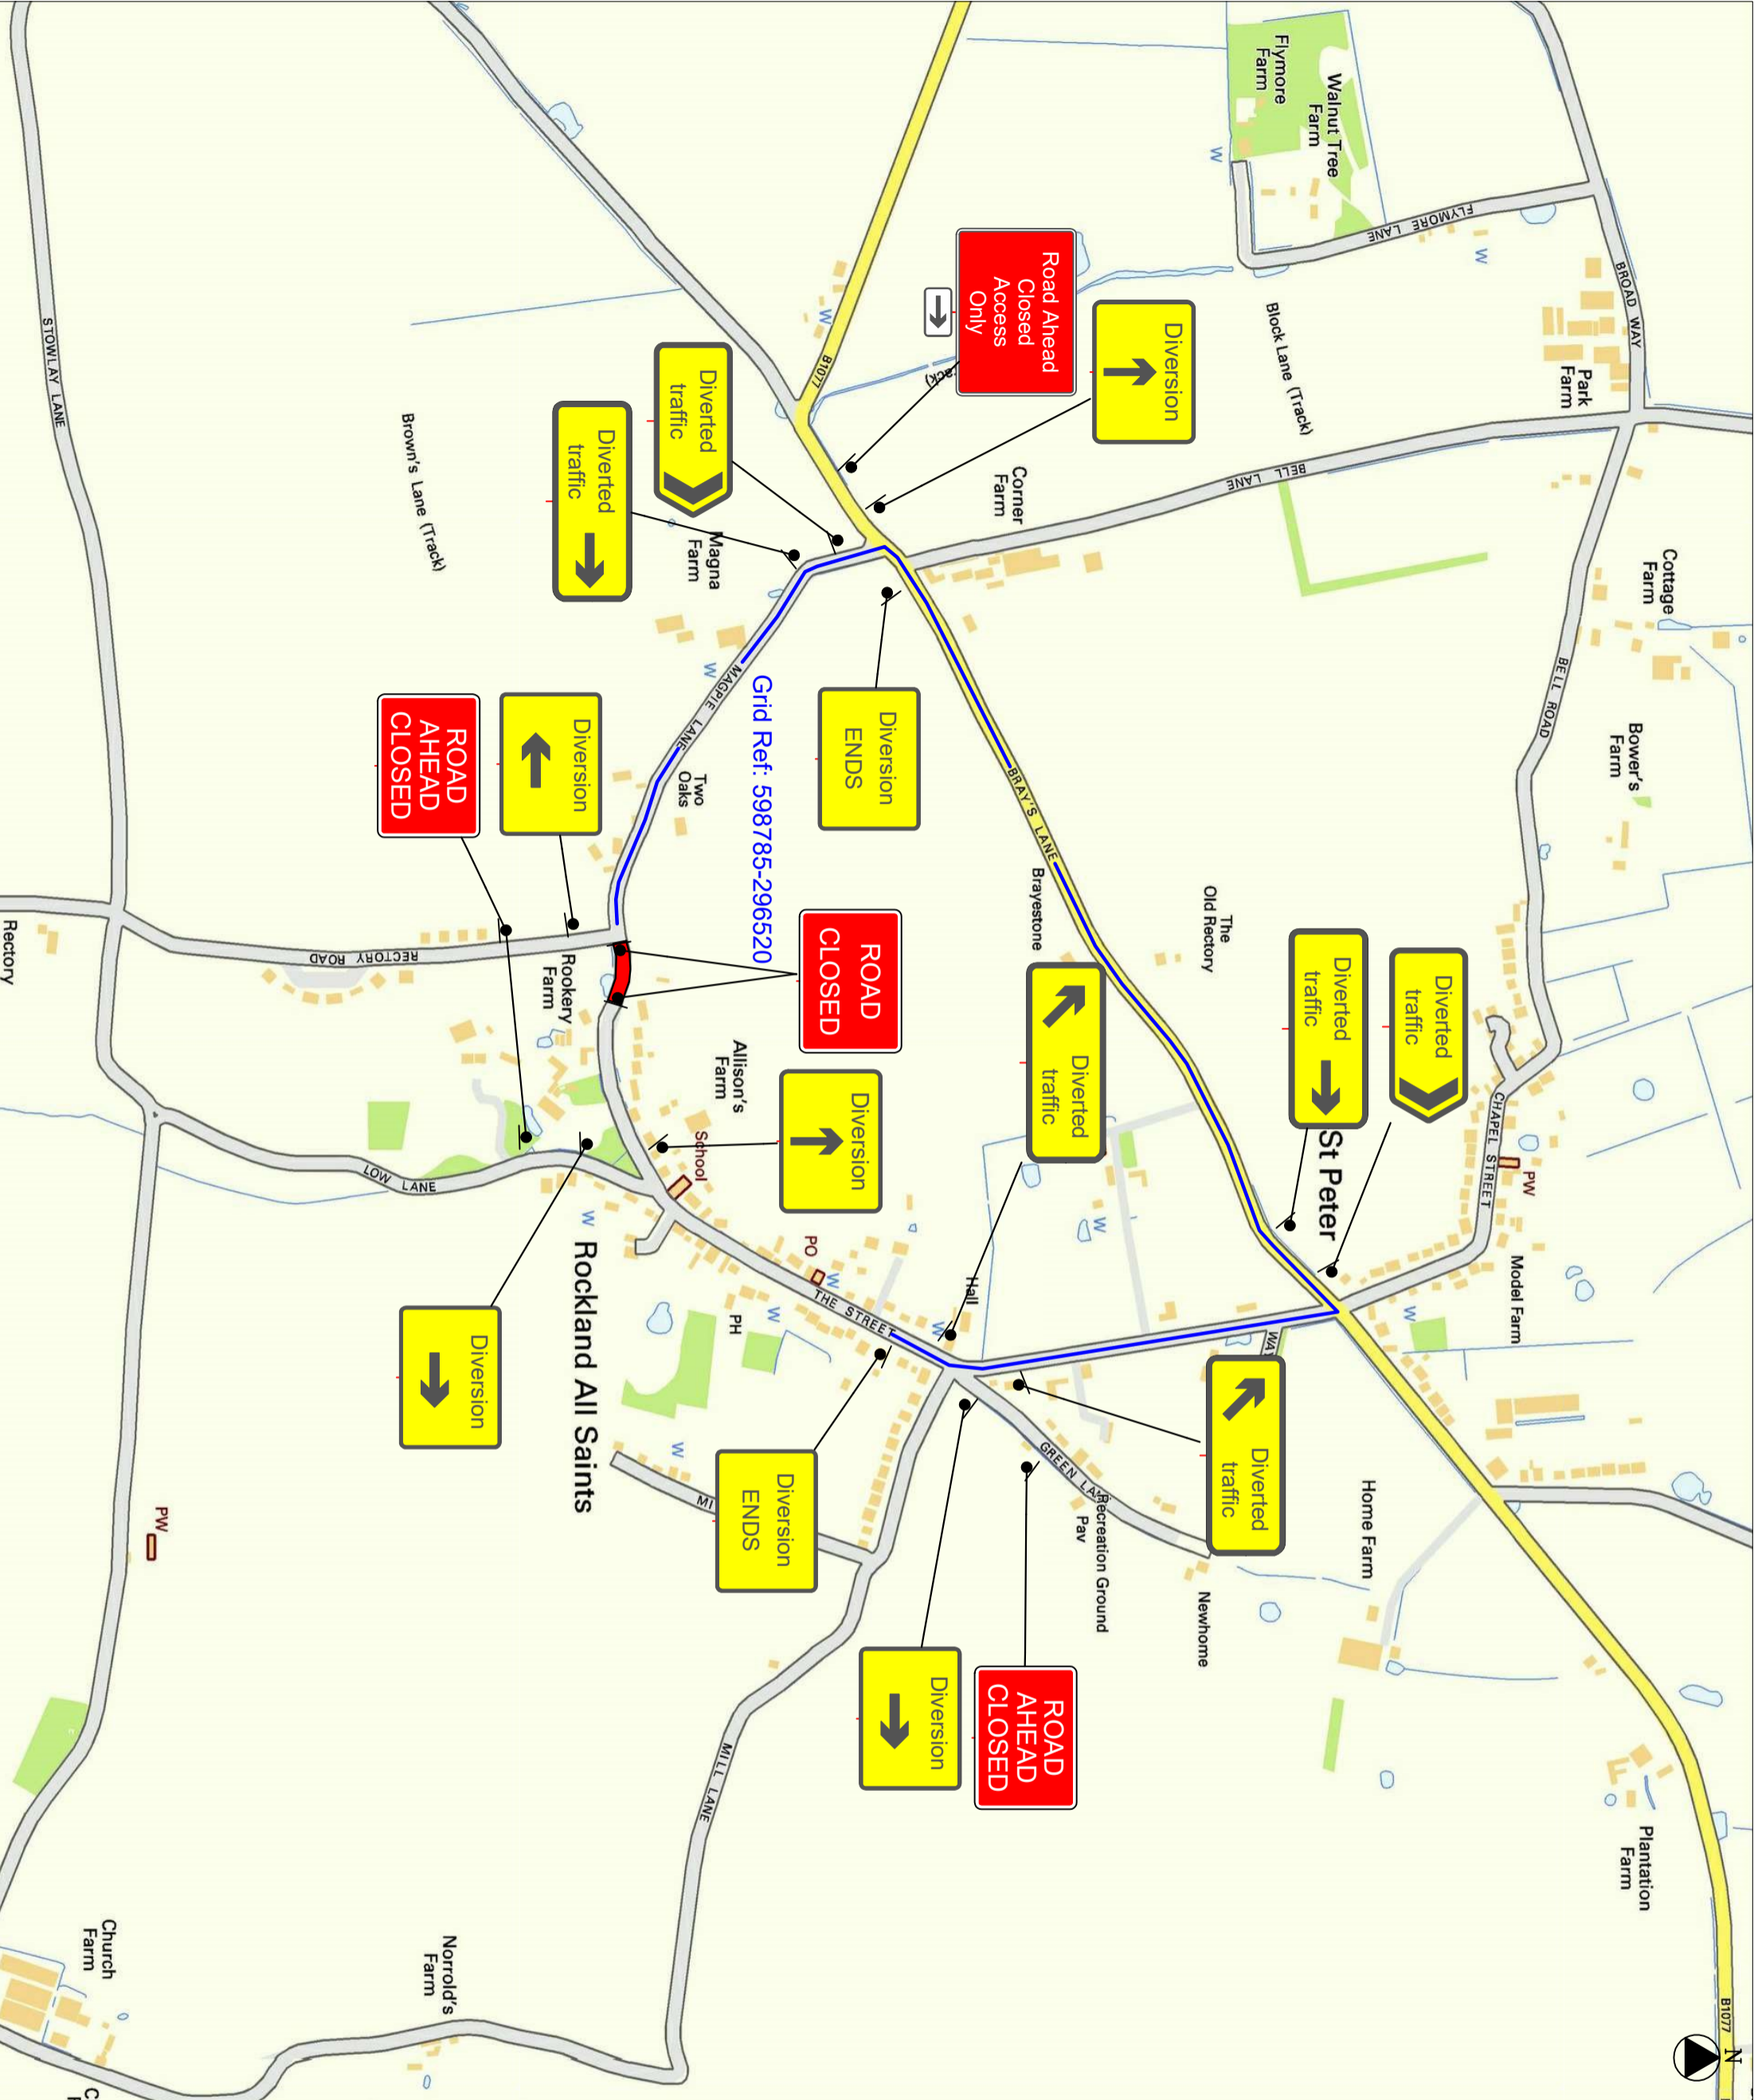 Flymore
Farm
Walnut Tree
Farm
W
FLYMORE LANE
W
BROAD WAY
Park
Farm
Block Lane (Track)
BELL LANE
Corner
Farm
Road Ahead
Closed
Access
Only
Diversion
B1077
W
Diverted
traffic
Diverted
traffic
Magna
Farm
Brown's Lane (Track)
STOWLAY LANE
Cottage
Farm
BELL ROAD
Bower's
Farm
W
MAGPIE LANE
Grid Ref: 598785-296520
Two
Oaks
Diversion
ENDS
BRAY'S LANE
Brayestone
The
Old Rectory
ROAD
AHEAD
CLOSED
Diversion
ROAD
CLOSED
RECTORY ROAD
Rectory
Rookery
Farm
Allison's
Farm
Diversion
School
LOW LANE
W
Rockland All Saints
Diversion
Diverted
traffic
Diverted
traffic
Diverted
traffic
St Peter
CHAPEL STREET
PW
Model Farm
W
W
PO
W
THE STREET
W
PH
Hall
W
WAY
W
Diversion
ENDS
Diverted
traffic
GREEN LANE
Recreation Ground
Pav
Newhome
Home Farm
Diversion
ROAD
AHEAD
CLOSED
MILL LANE
MI
PW
Plantation
Farm
Church
Farm
Norrold's
Farm
B1077
N